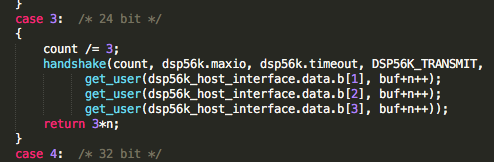 }
case 3:  /* 24 bit */
{
    count /= 3;
    handshake(count, dsp56k.maxio, dsp56k.timeout, DSP56K_TRANSMIT,
        get_user(dsp56k_host_interface.data.b[1], buf+n++);
        get_user(dsp56k_host_interface.data.b[2], buf+n++);
        get_user(dsp56k_host_interface.data.b[3], buf+n++));
    return 3*n;
}
case 4:  /* 32 bit */